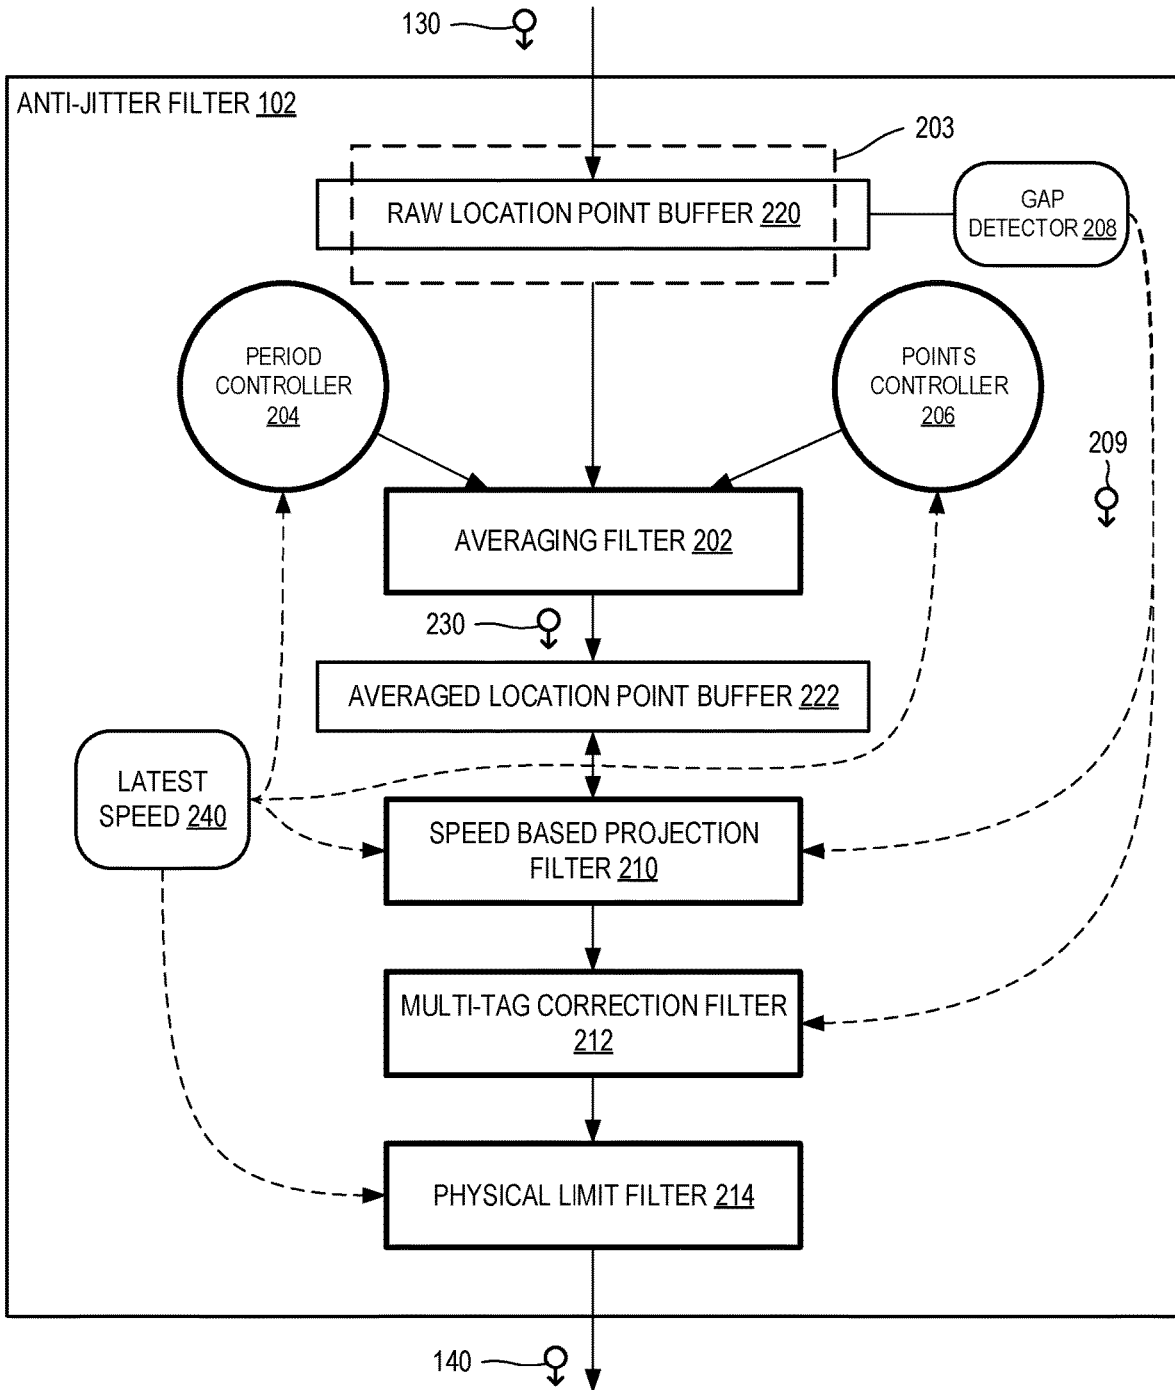 130
ANTI-JITTER FILTER 102
203
RAW LOCATION POINT BUFFER 220
GAP
DETECTOR 208
PERIOD
CONTROLLER
204
POINTS
CONTROLLER
206
209
AVERAGING FILTER 202
230
AVERAGED LOCATION POINT BUFFER 222
LATEST
SPEED 240
SPEED BASED PROJECTION
FILTER 210
MULTI-TAG CORRECTION FILTER
212
PHYSICAL LIMIT FILTER 214
140